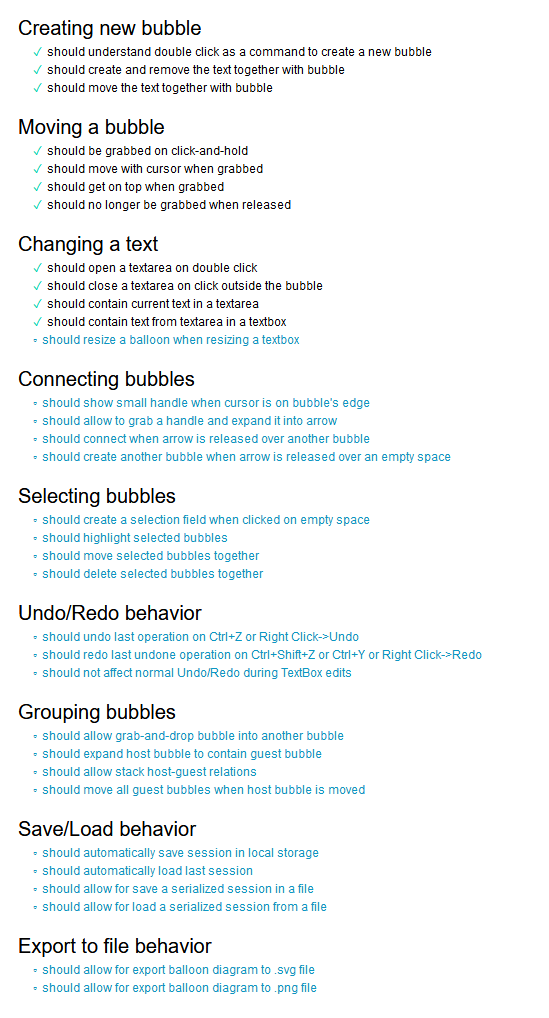 Creating new bubble
✓ should understand double click as a command to create a new bubble
✓ should create and remove the text together with bubble
✓ should move the text together with bubble
Moving a bubble
✓ should be grabbed on click-and-hold
✓ should move with cursor when grabbed
✓ should get on top when grabbed
✓ should no longer be grabbed when released
Changing a text
✓ should open a textarea on double click
✓ should close a textarea on click outside the bubble
✓ should contain current text in a textarea
✓ should contain text from textarea in a textbox
◦ should resize a balloon when resizing a textbox
Connecting bubbles
◦ should show small handle when cursor is on bubble's edge
◦ should allow to grab a handle and expand it into arrow
◦ should connect when arrow is released over another bubble
◦ should create another bubble when arrow is released over an empty space
Selecting bubbles
◦ should create a selection field when clicked on empty space
◦ should highlight selected bubbles
◦ should move selected bubbles together
◦ should delete selected bubbles together
Undo/Redo behavior
◦ should undo last operation on Ctrl+Z or Right Click->Undo
◦ should redo last undone operation on Ctrl+Shift+Z or Ctrl+Y or Right Click->Redo
◦ should not affect normal Undo/Redo during TextBox edits
Grouping bubbles
◦ should allow grab-and-drop bubble into another bubble
◦ should expand host bubble to contain guest bubble
◦ should allow stack host-guest relations
◦ should move all guest bubbles when host bubble is moved
Save/Load behavior
◦ should automatically save session in local storage
◦ should automatically load last session
◦ should allow for save a serialized session in a file
◦ should allow for load a serialized session from a file
Export to file behavior
◦ should allow for export balloon diagram to .svg file
◦ should allow for export balloon diagram to .png file